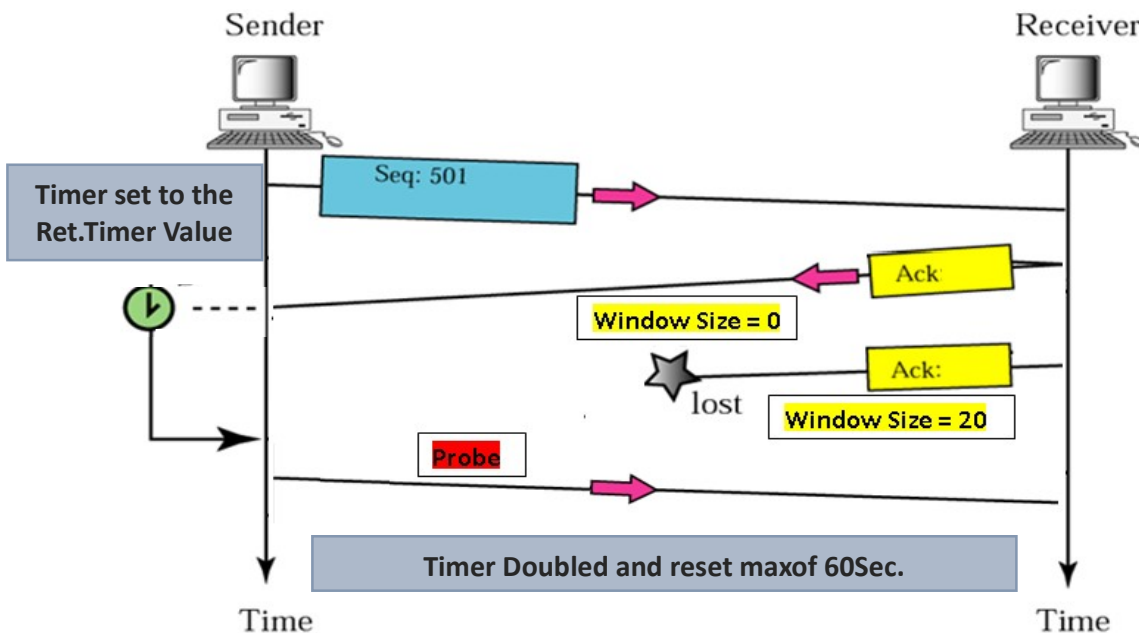 Sender
Receiver
Timer set to the
Ret.Timer Value
Seq: 501
Ack:
Window Size = 0
Ack:
lost
Window Size = 20
Probe
Timer Doubled and reset maxof 60Sec.
Time
Time